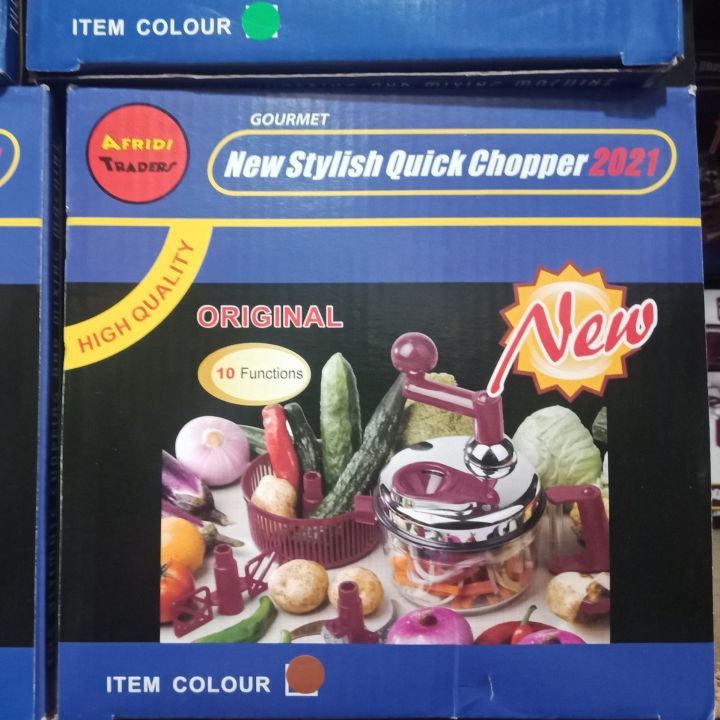 ITEM COLOUR
AFRIDI
TRADERS
GOURMET
New Stylish Quick Chopper 2021
HIGH QUALITY
ORIGINAL
New
10 Functions
ITEM COLOUR